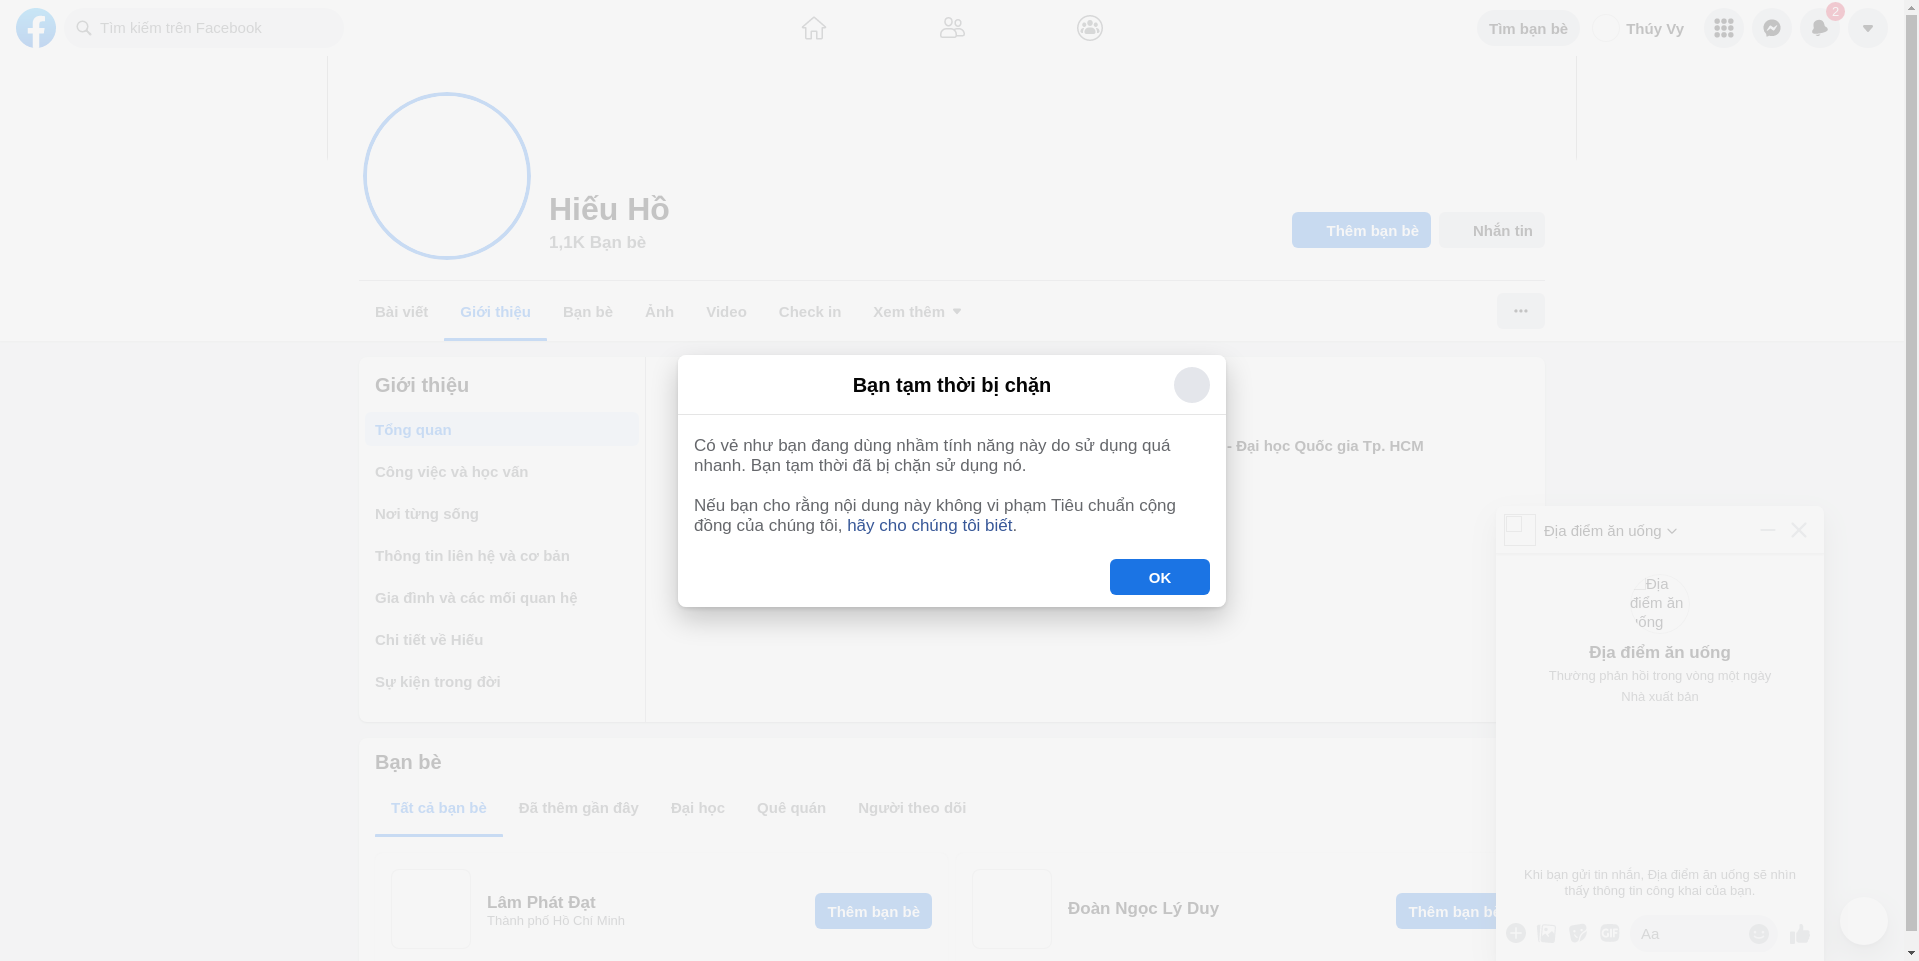 Tìm kiếm trên Facebook
Tìm bạn bè
Thúy Vy
2
Hiếu Hồ
1,1K Bạn bè
Thêm bạn bè
Nhắn tin
Bài viết
Giới thiệu
Bạn bè
Ảnh
Video
Check in
Xem thêm
Giới thiệu
Tổng quan
Công việc và học vấn
Nơi từng sống
Thông tin liên hệ và cơ bản
Gia đình và các mối quan hệ
Chi tiết về Hiếu
Sự kiện trong đời
- Đại học Quốc gia Tp. HCM
Bạn tạm thời bị chặn
Có vẻ như bạn đang dùng nhầm tính năng này do sử dụng quá
nhanh. Bạn tạm thời đã bị chặn sử dụng nó.
Nếu bạn cho rằng nội dung này không vi phạm Tiêu chuẩn cộng
đồng của chúng tôi, hãy cho chúng tôi biết.
OK
Bạn bè
Tất cả bạn bè
Đã thêm gần đây
Đại học
Quê quán
Người theo dõi
Lâm Phát Đạt
Thành phố Hồ Chí Minh
Thêm bạn bè
Đoàn Ngọc Lý Duy
Thêm bạn bè
Địa điểm ăn uống
Địa
điểm ăn
uống
Địa điểm ăn uống
Thường phản hồi trong vòng một ngày
Nhà xuất bản
Khi bạn gửi tin nhắn, Địa điểm ăn uống sẽ nhìn
thấy thông tin công khai của bạn.
GIF
Aa